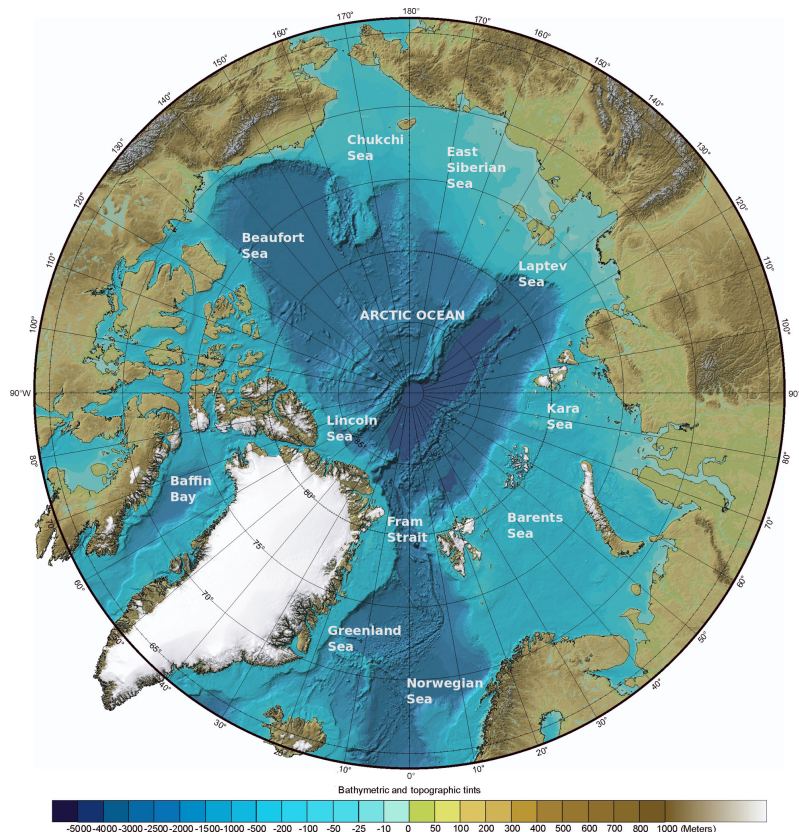 180°
170°
170°
160°
160°
150°
150°
140°
140°
130°
130°
120°
120°
110°
110°
100°
100°
90°W
90°
80°
80°
70°
60°
60°
50°
50°
40°
40°
30°
30°
20°
20°
10°
10°
0°
80°
75°
70°
65°
Chukchi
Sea
East
Siberian
Sea
Beaufort
Sea
Laptev
Sea
ARCTIC OCEAN
Kara
Sea
Lincoln
Sea
Baffin
Bay
Fram
Strait
Barents
Sea
Greenland
Sea
Norwegian
Sea
Bathymetric and topographic tints
-5000 -4000 -3000 -2500 -2000 -1500 -1000 -500 -200 -100 -50 -25 -10 0 50 100 200 300 400 500 600 700 800 1000 (Meters)